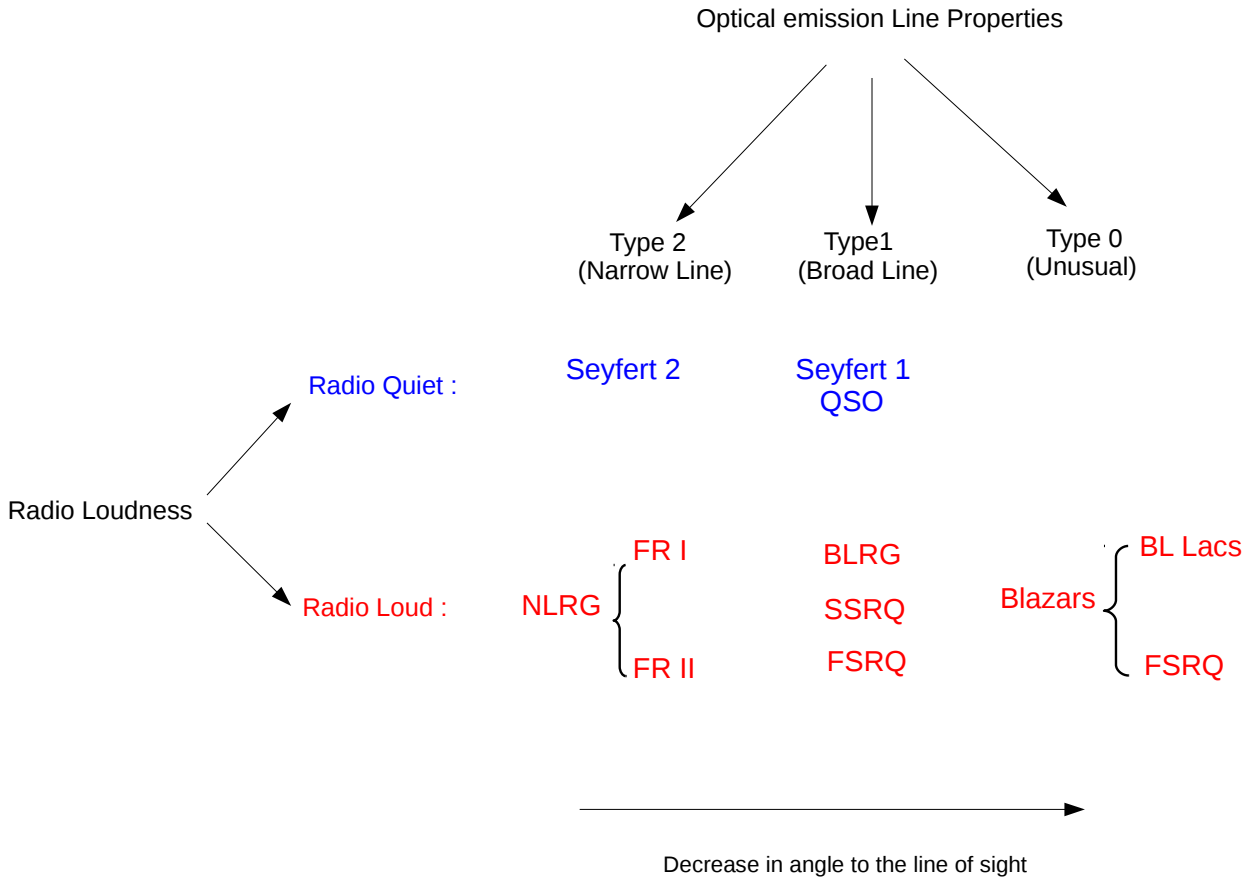 Optical emission Line Properties
Type 2
(Narrow Line)
Type1
(Broad Line)
Type 0
(Unusual)
Radio Quiet :
Seyfert 2
Seyfert 1
QSO
Radio Loudness
Radio Loud :
NLRG
FR I
FR II
BLRG
SSRQ
FSRQ
Blazars
BL Lacs
FSRQ
Decrease in angle to the line of sight